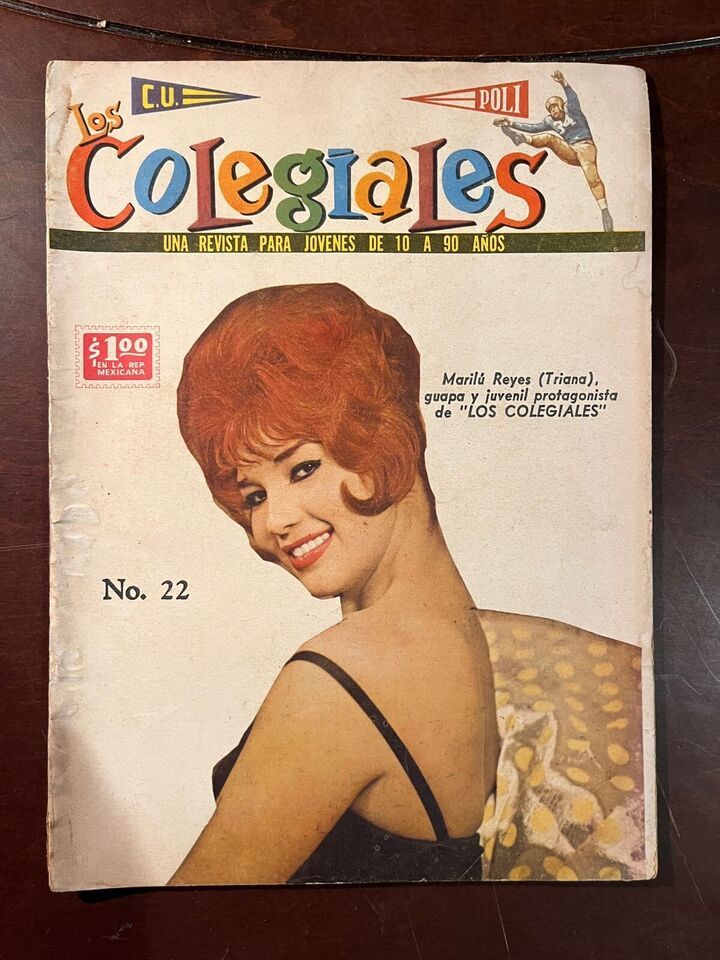 C.U.
POLI
Los
COLEGIALES
UNA REVISTA PARA JOVENES DE 10 A 90 AÑOS
$1.00
EN LA REP.
MEXICANA
Marilú Reyes (Triana),
guapa y juvenil protagonista
de "LOS COLEGIALES"
No. 22